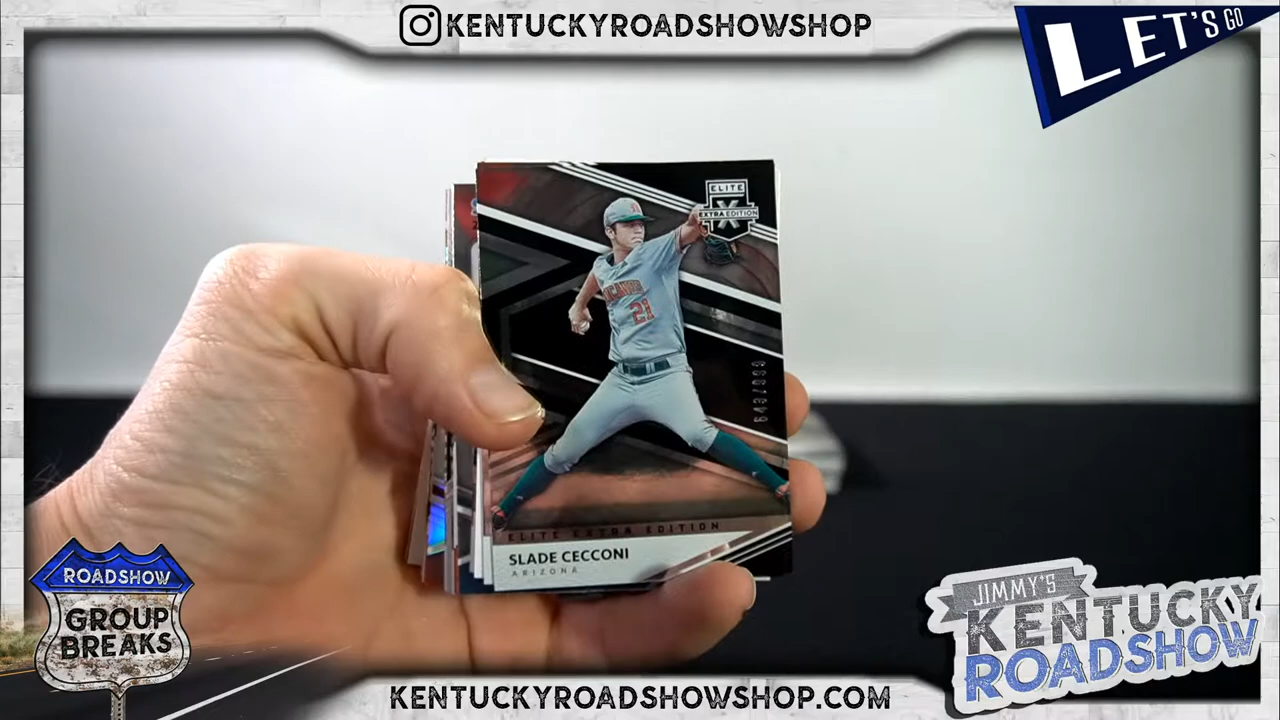 KENTUCKYROADSHOWSHOP
LET'S GO
ELITE
X
EXTRA EDITION
21
ELITE EXTRA EDITION
SLADE CECCONI
ARIZONA
ROADSHOW
GROUP
BREAKS
JIMMY'S
KENTUCKY
ROADSHOW
KENTUCKYROADSHOWSHOP.COM